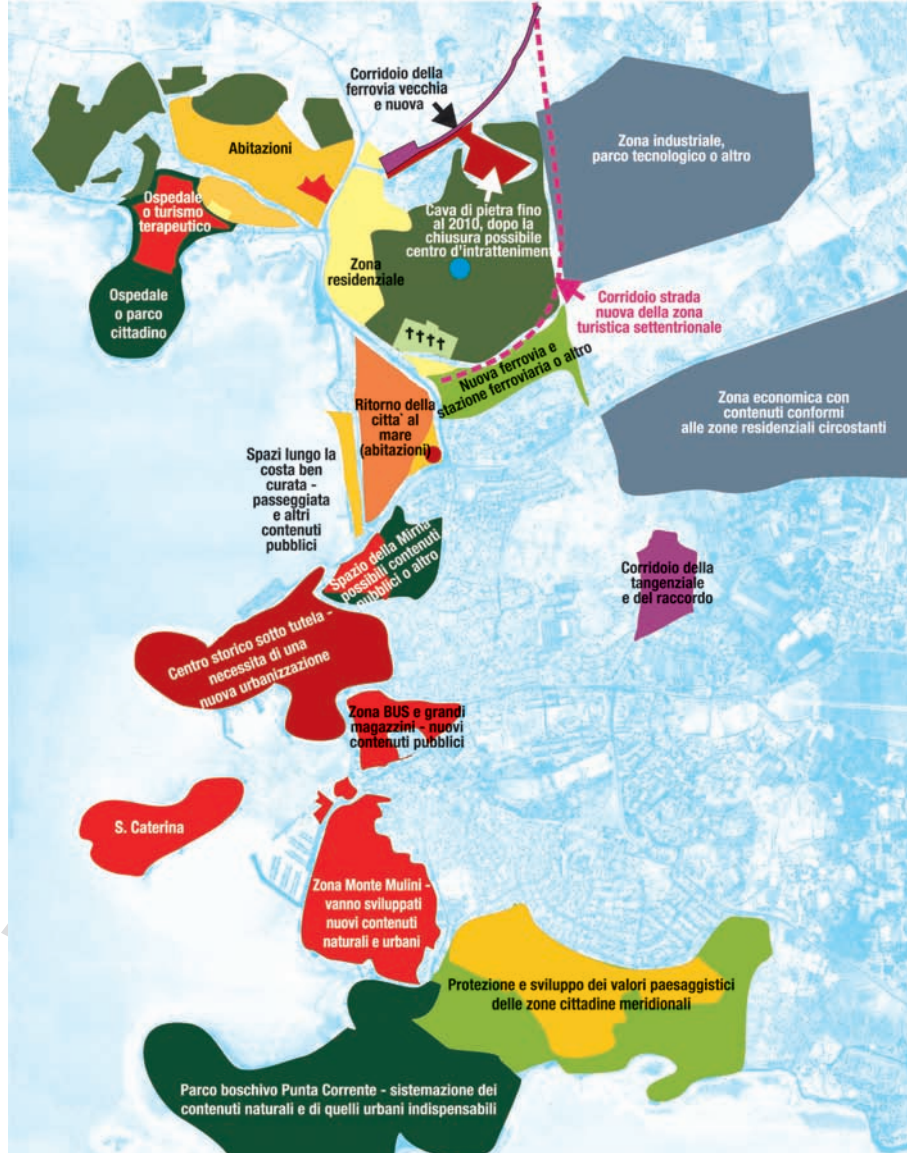 Corridoio della
ferrovia vecchia
e nuova
Abitazioni
Zona industriale,
parco tecnologico o altro
Ospedale
o turismo
terapeutico
Cava di pietra fino
al 2010, dopo la
chiusura possibile
centro d'intratteniment
Zona
residenziale
Ospedale
o parco
cittadino
Corridoio strada
nuova della zona
turistica settentrionale
Nuova ferrovia e
stazione ferroviaria o altro
Zona economica con
contenuti conformi
alle zone residenziali circostanti
Ritorno della
citta` al
mare
(abitazioni)
Spazi lungo la
costa ben
curata -
passeggiata
e altri
contenuti
pubblici
Spazio della Mirna
possibili contenuti
pubblici o altro
Corridoio della
tangenziale
e del raccordo
Centro storico sotto tutela -
necessita di una
nuova urbanizzazione
Zona BUS e grandi
magazzini - nuovi
contenuti pubblici
S. Caterina
Zona Monte Mulini -
vanno sviluppati
nuovi contenuti
naturali e urbani
Protezione e sviluppo dei valori paesaggistici
delle zone cittadine meridionali
Parco boschivo Punta Corrente - sistemazione dei
contenuti naturali e di quelli urbani indispensabili